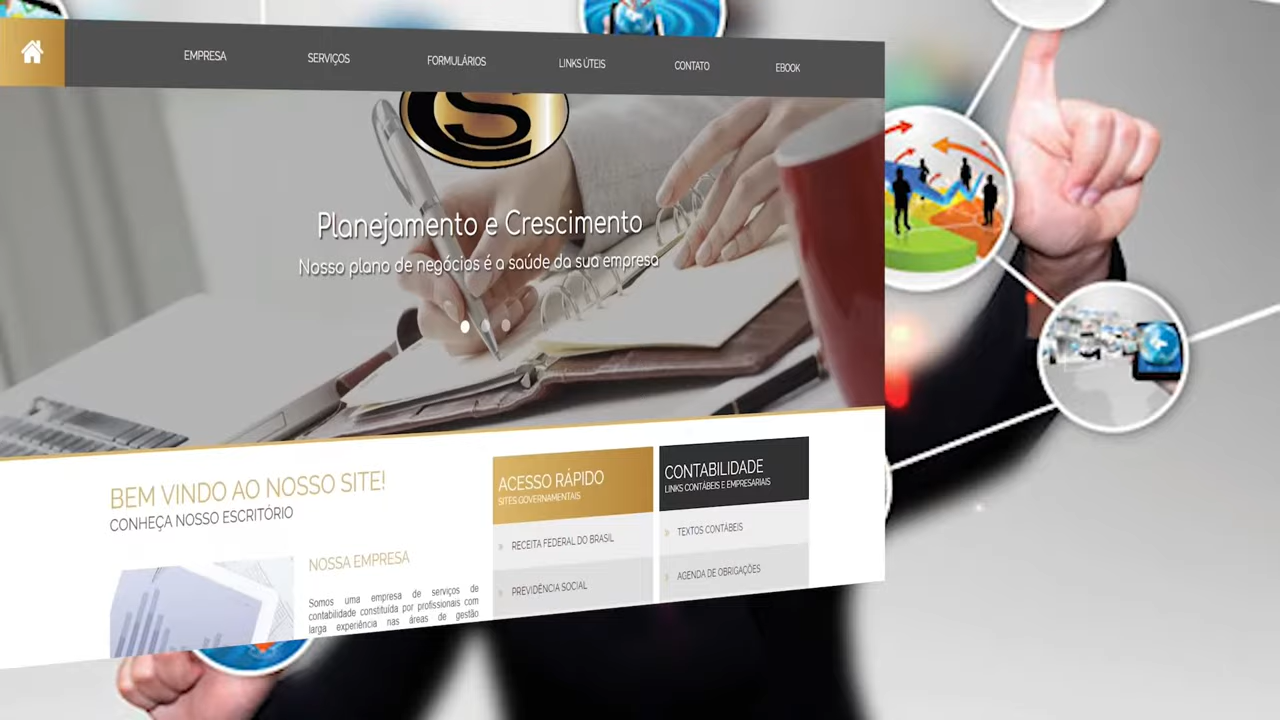 EMPRESA
SERVIÇOS
FORMULÁRIOS
LINKS ÚTEIS
CONTATO
EBOOK
CS
Planejamento e Crescimento
Nosso plano de negócios é a saúde da sua empresa
BEM VINDO AO NOSSO SITE!
CONHEÇA NOSSO ESCRITÓRIO
NOSSA EMPRESA
Somos uma empresa de serviços de
contabilidade constituída por profissionais com
larga experiência nas áreas de gestão
ACESSO RÁPIDO
SITES GOVERNAMENTAIS
RECEITA FEDERAL DO BRASIL
PREVIDÊNCIA SOCIAL
CONTABILIDADE
LINKS CONTÁBEIS E EMPRESARIAIS
TEXTOS CONTÁBEIS
AGENDA DE OBRIGAÇÕES